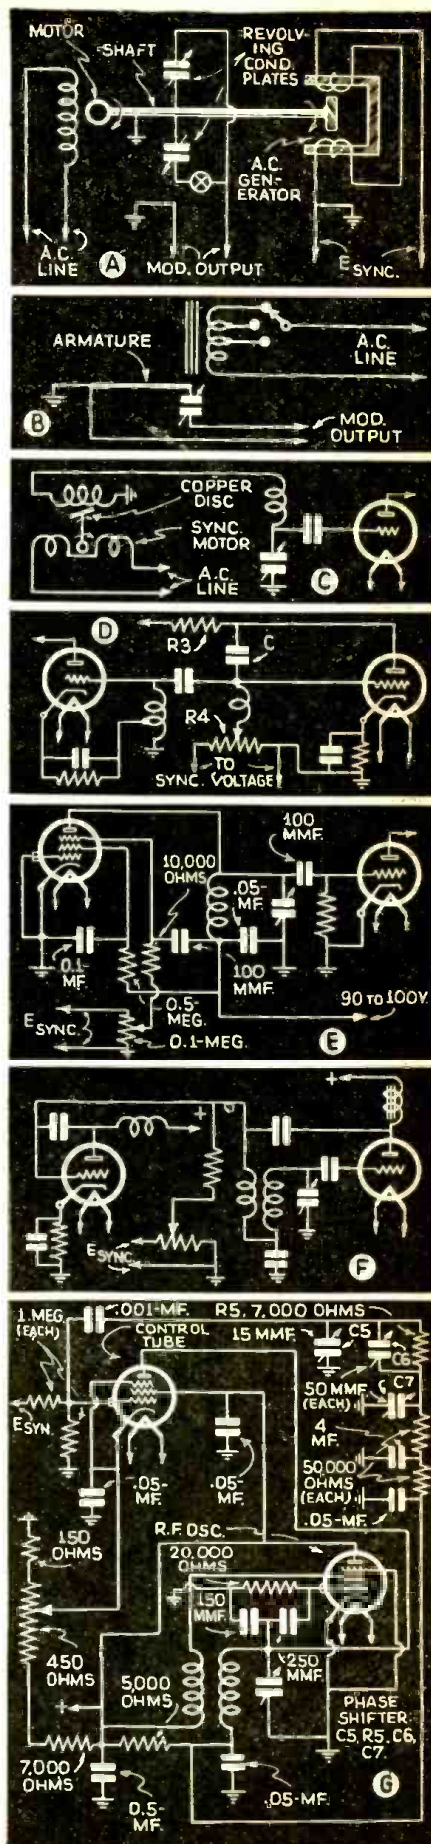 MOTOR
SHAFT
REVOLV-
ING
COND.
PLATES
A.C.
GEN-
ERATOR
A.C.
LINE
A
MOD. OUTPUT
E SYNC.
ARMATURE
A.C.
LINE
B
MOD.
OUTPUT
COPPER
DISC
SYNC.
MOTOR
A.C.
LINE
C
D
R3
C
R4
TO
SYNC. VOLTAGE
100
MMF.
10,000
OHMS
.05-
MF.
0.1-
MF.
100
MMF.
0.5-
MEG.
E SYNC.
0.1-MEG.
90 TO 100V.
E
+
+
E SYNC.
F
1. MEG.
(EACH)
.001-MF.
R5, 7,000 OHMS
CONTROL
TUBE
15 MMF.
C5
C6
C7
50 MMF.
(EACH)
E SYN.
4
MF.
50,000
OHMS
(EACH)
.05-MF.
.05-
MF.
.05-
MF.
150
OHMS
R.F. OSC.
20,000
OHMS
150
MMF.
450
OHMS
5,000
OHMS
250
MMF.
+
7,000
OHMS
PHASE
SHIFTER
C5, R5, C6,
C7.
0.5-
MF.
.05-MF.
G